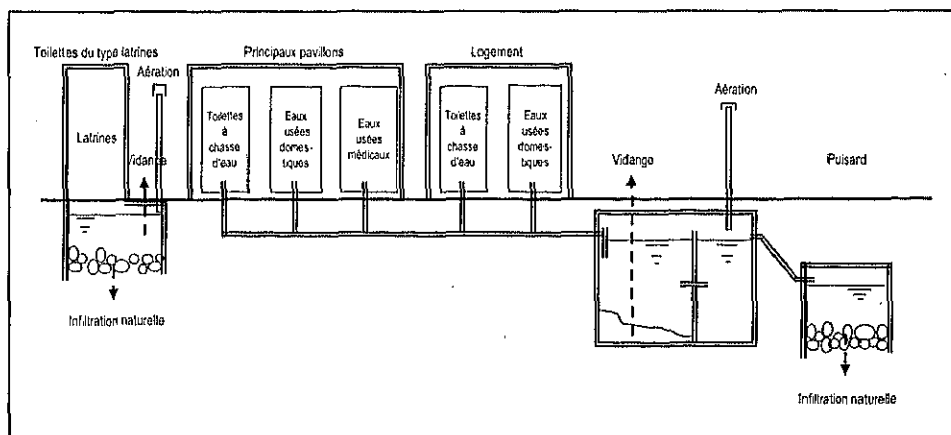 Toilettes du type latrines
Principaux pavillons
Logement
Aération
Aération
Latrines
Toilettes
à
chasse
d'eau
Eaux
usées
domes-
tiques
Eaux
usées
médicaux
Toilettes
à
chasse
d'eau
Eaux
usées
domes-
tiques
Vidange
Vidange
Puisard
Infiltration naturelle
Infiltration naturelle